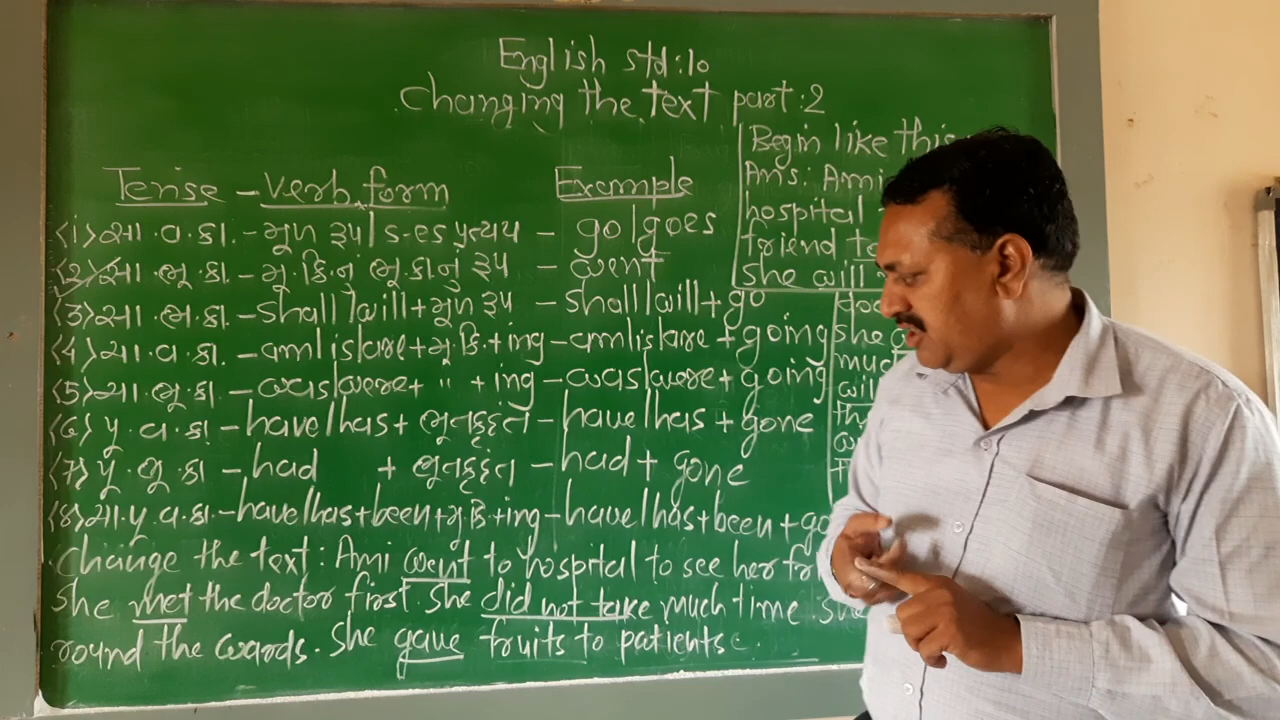 English std:10
Changing the text part:2
Begin like this
Ans: Ami
hospital
friend
she will
Tense - Verb form
Example
<1> સા.વ.કા. - મૂળ રૂપ/s-es પ્રત્યય - go/goes
<2> સા.ભૂ.કા. - મુ.ક્રિ.નું ભૂ.કાનું રૂપ - went
<3> સા.ભ.કા. - shall/will+મૂળ રૂપ - shall/will+go
<4> ચા.વ.કા. - am/is/are+મુ.ક્રિ.+ing - am/is/are+going
<5> ચા.ભૂ.કા. - was/were+ " +ing - was/were+going
<6> પૂ.વ.કા - have/has+ ભૂતકૃદંત - have/has+gone
<7> પૂ.ભૂ.કા - had + ભૂતકૃદંત - had+gone
<8> ચા.પૂ.વ.કા. - have/has+been+મુ.ક્રિ+ing - have/has+been+go
she
much
will
Change the text: Ami went to hospital to see her
She met the doctor first. She did not take much time. She
round the wards. She gave fruits to patients.